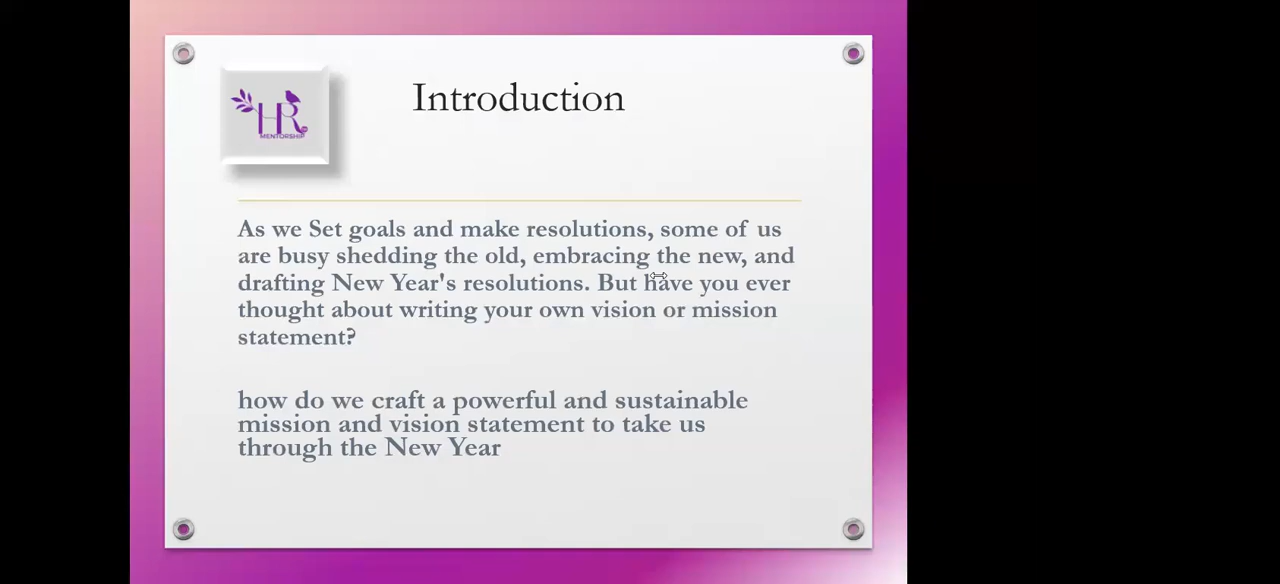 HR
MENTORSHIP
Introduction
As we Set goals and make resolutions, some of us
are busy shedding the old, embracing the new, and
drafting New Year's resolutions. But have you ever
thought about writing your own vision or mission
statement?
how do we craft a powerful and sustainable
mission and vision statement to take us
through the New Year